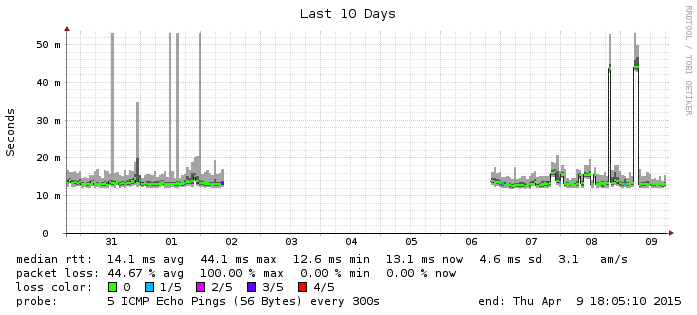 Last 10 Days
RRDTOOL / TOBI OETIKER
Seconds
50 m
40 m
30 m
20 m
10 m
0
31 01 02 03 04 05 06 07 08 09
median rtt: 14.1 ms avg 44.1 ms max 12.6 ms min 13.1 ms now 4.6 ms sd 3.1 am/s
packet loss: 44.67 % avg 100.00 % max 0.00 % min 0.00 % now
loss color: 0 1/5 2/5 3/5 4/5
probe: 5 ICMP Echo Pings (56 Bytes) every 300s end: Thu Apr 9 18:05:10 2015